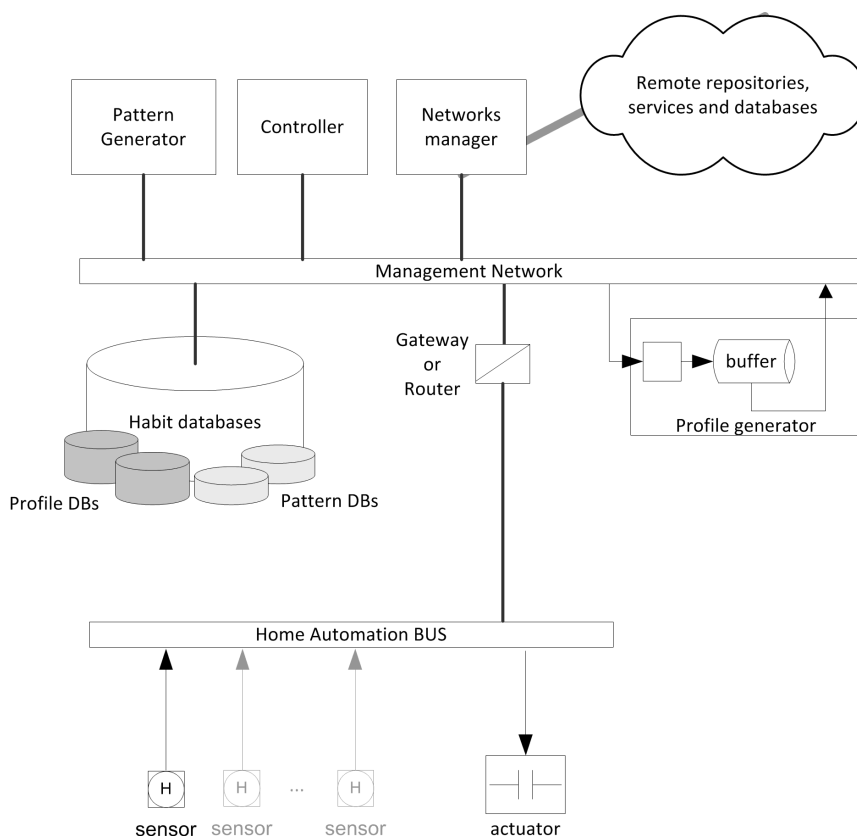 Remote repositories,
services and databases
Pattern
Generator
Controller
Networks
manager
Management Network
Gateway
or
Router
buffer
Profile generator
Habit databases
Profile DBs
Pattern DBs
Home Automation BUS
H
H
...
H
sensor
sensor
sensor
actuator